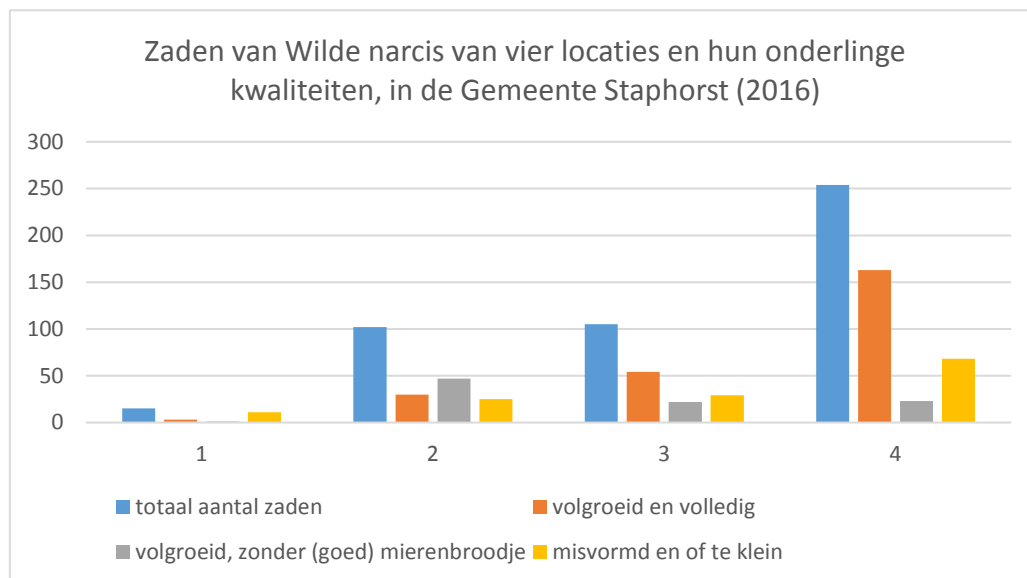 Zaden van Wilde narcis van vier locaties en hun onderlinge
kwaliteiten, in de Gemeente Staphorst (2016)
300
250
200
150
100
50
0
1 2 3 4
totaal aantal zaden volgroeid en volledig
volgroeid, zonder (goed) mierenbroodje misvormd en of te klein